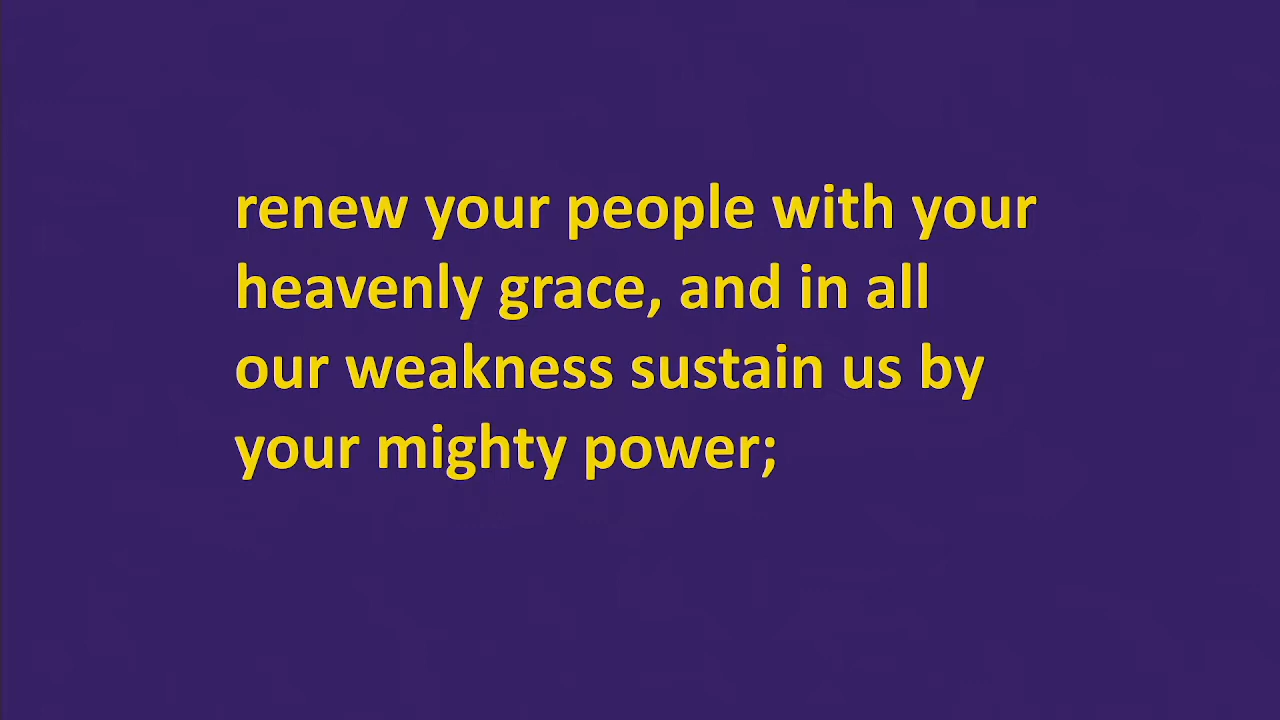 renew your people with your
heavenly grace, and in all
our weakness sustain us by
your mighty power;